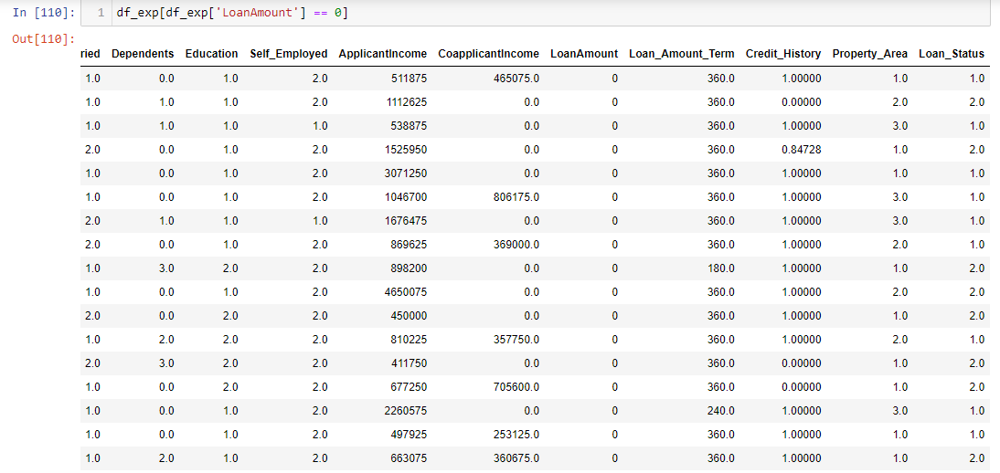 In [110]: 1 df_exp[df_exp['LoanAmount'] == 0]
Out[110]:
ried Dependents Education Self_Employed ApplicantIncome CoapplicantIncome LoanAmount Loan_Amount_Term Credit_History Property_Area Loan_Status
1.0 0.0 1.0 2.0 511875 465075.0 0 360.0 1.00000 1.0 1.0
1.0 1.0 1.0 2.0 1112625 0.0 0 360.0 0.00000 2.0 2.0
1.0 1.0 1.0 1.0 538875 0.0 0 360.0 1.00000 3.0 1.0
2.0 0.0 1.0 2.0 1525950 0.0 0 360.0 0.84728 1.0 2.0
1.0 0.0 1.0 2.0 3071250 0.0 0 360.0 1.00000 1.0 1.0
1.0 0.0 1.0 2.0 1046700 806175.0 0 360.0 1.00000 3.0 1.0
2.0 1.0 1.0 1.0 1676475 0.0 0 360.0 1.00000 3.0 1.0
2.0 0.0 1.0 2.0 869625 369000.0 0 360.0 1.00000 2.0 1.0
1.0 3.0 2.0 2.0 898200 0.0 0 180.0 1.00000 1.0 2.0
1.0 0.0 1.0 2.0 4650075 0.0 0 360.0 1.00000 2.0 2.0
2.0 0.0 2.0 2.0 450000 0.0 0 360.0 1.00000 1.0 2.0
1.0 2.0 2.0 2.0 810225 357750.0 0 360.0 1.00000 2.0 1.0
2.0 3.0 2.0 2.0 411750 0.0 0 360.0 0.00000 1.0 2.0
1.0 0.0 2.0 2.0 677250 705600.0 0 360.0 0.00000 1.0 2.0
1.0 0.0 1.0 2.0 2260575 0.0 0 240.0 1.00000 3.0 1.0
1.0 0.0 1.0 2.0 497925 253125.0 0 360.0 1.00000 1.0 1.0
1.0 2.0 1.0 2.0 663075 360675.0 0 360.0 1.00000 1.0 2.0